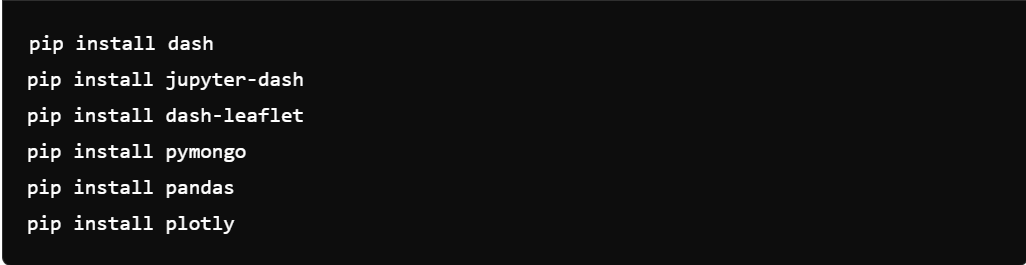 pip install dash
pip install jupyter-dash
pip install dash-leaflet
pip install pymongo
pip install pandas
pip install plotly